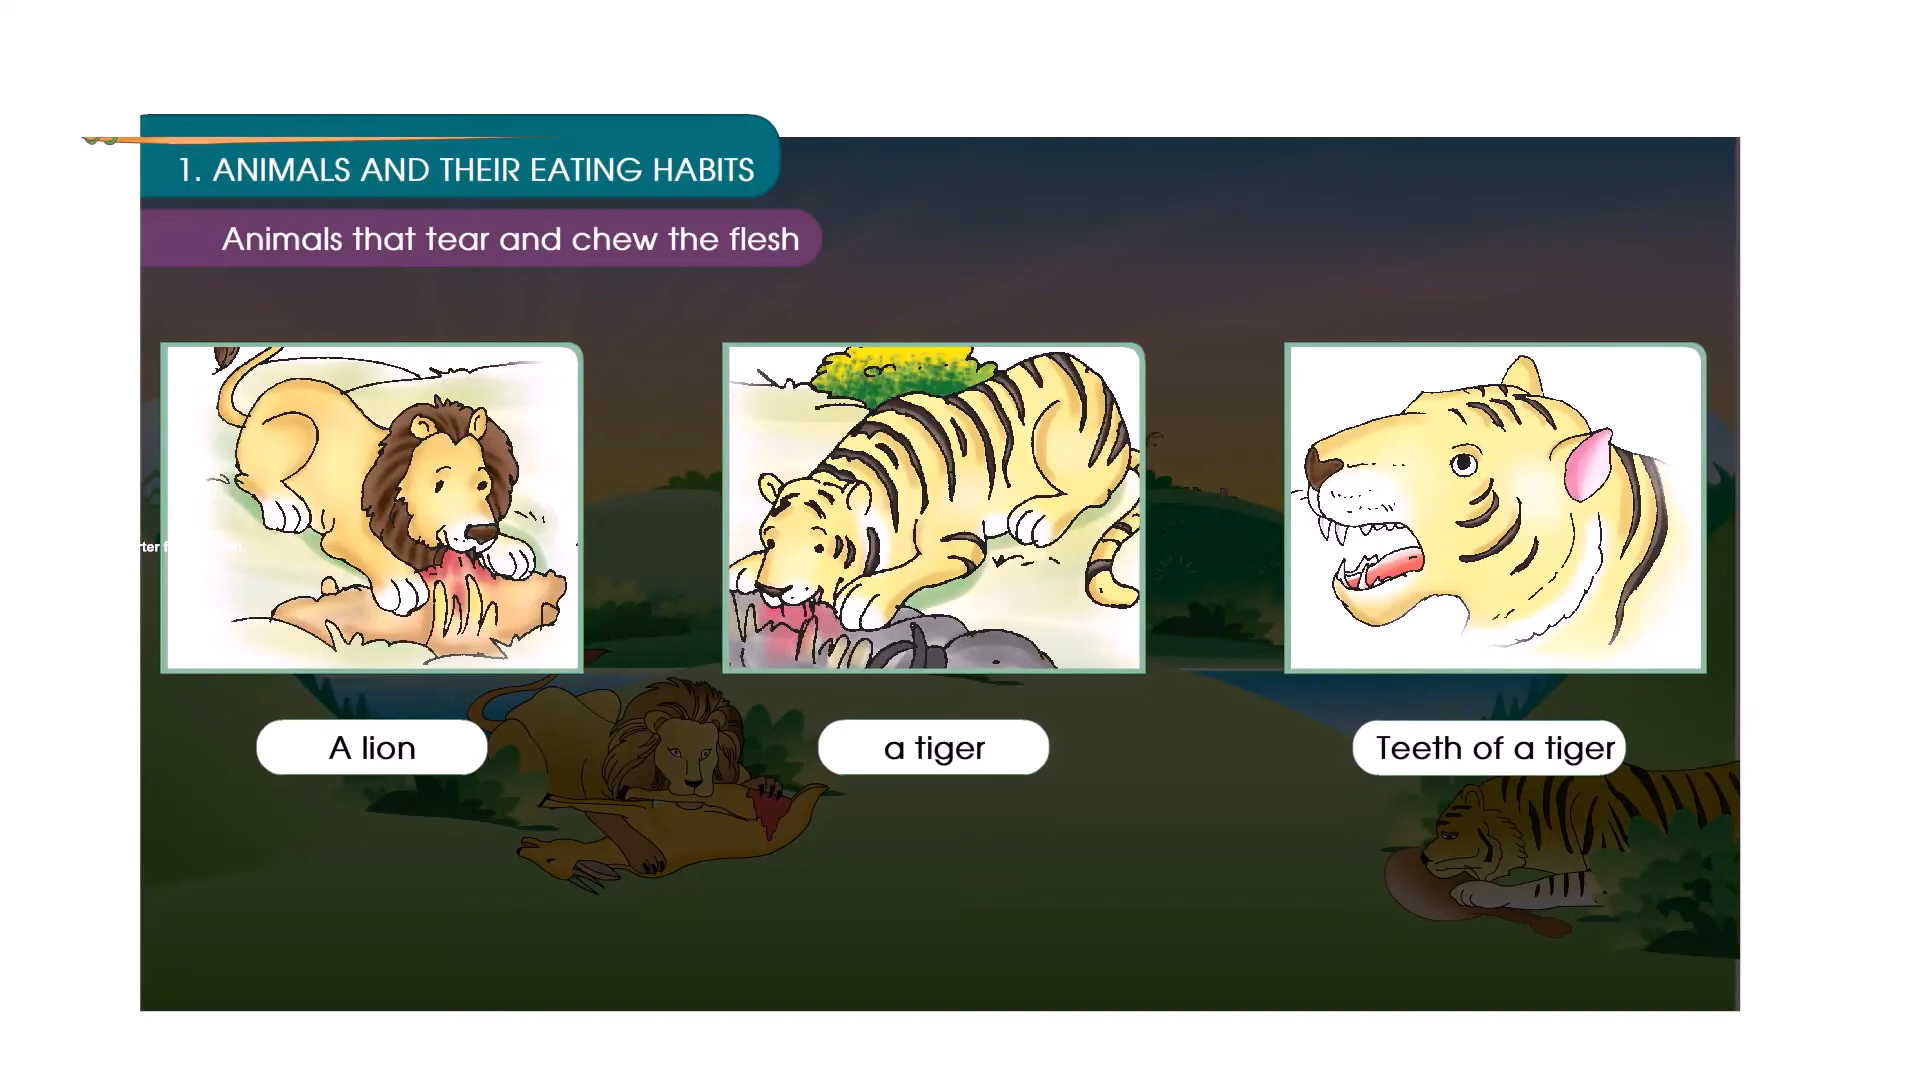 1. ANIMALS AND THEIR EATING HABITS
Animals that tear and chew the flesh
A lion
a tiger
Teeth of a tiger